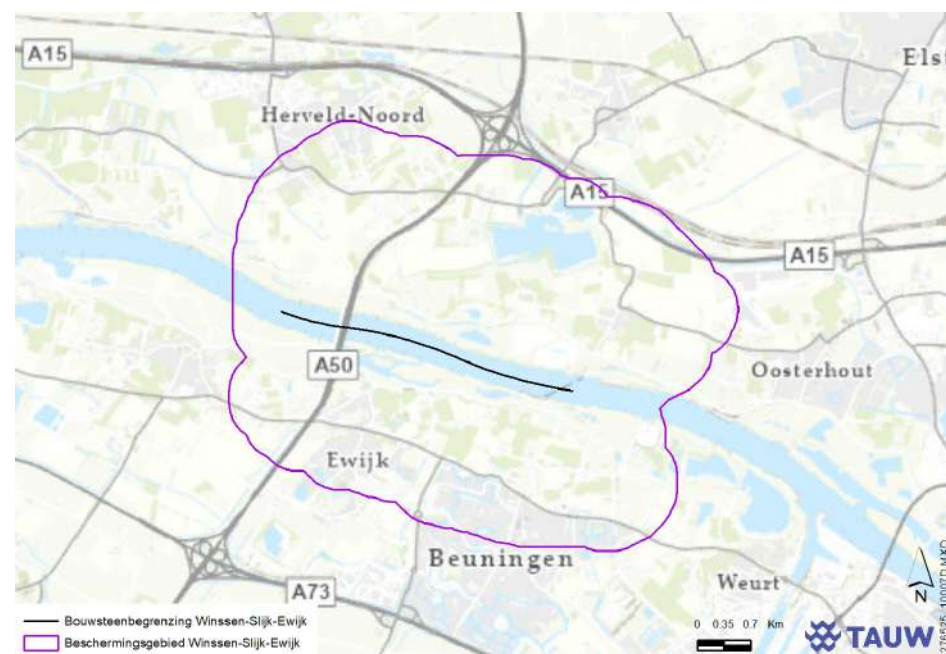 A15
Elst
Herveld-Noord
A15
A15
A50
Oosterhout
Ewijk
Beuningen
Weurt
A73
N
Bouwsteenbegrenzing Winssen-Slijk-Ewijk
Beschermingsgebied Winssen-Slijk-Ewijk
0 0.35 0.7 Km
TAUW